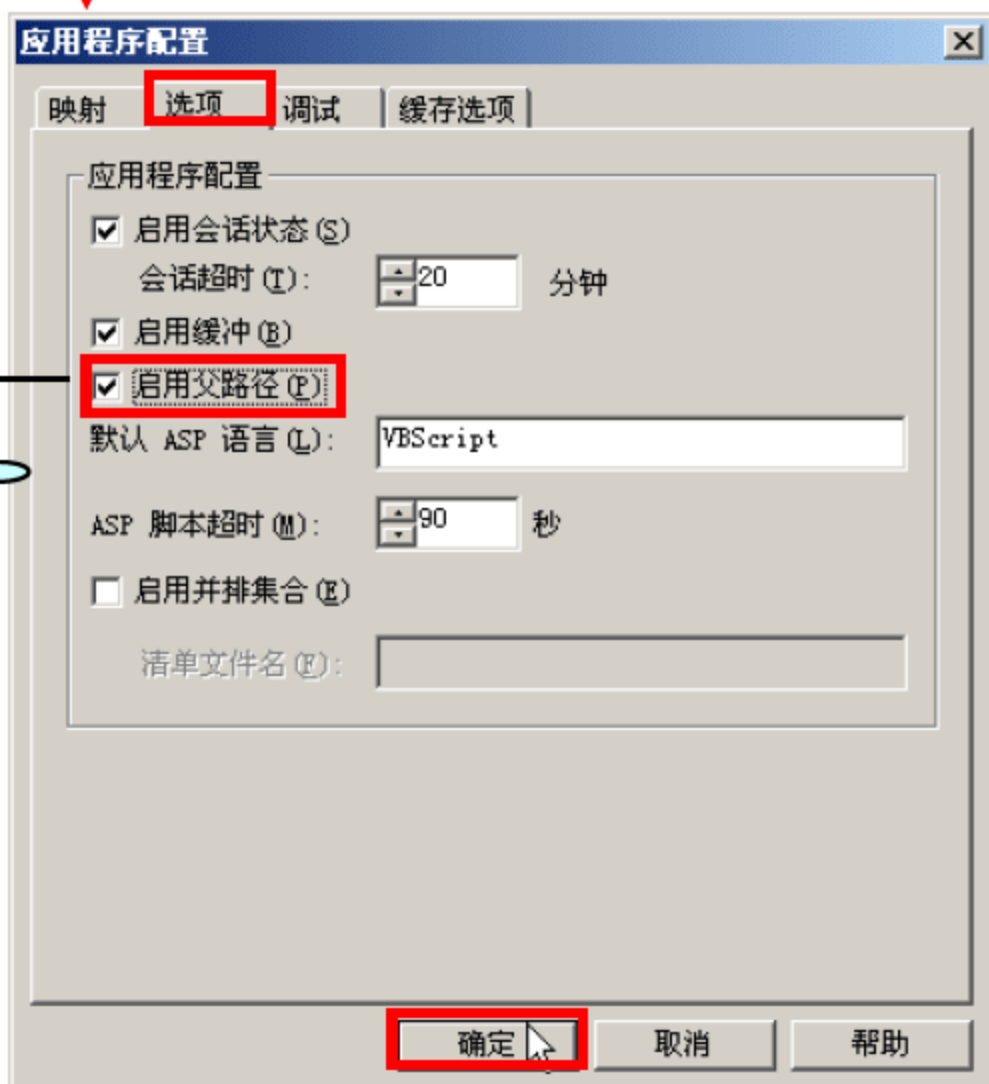 应用程序配置
映射 选项 调试 缓存选项
应用程序配置
启用会话状态(S)
会话超时(T): 20 分钟
启用缓冲(B)
启用父路径(P)
默认 ASP 语言(L): VBScript
ASP 脚本超时(M): 90 秒
启用并排集合(E)
清单文件名(F):
确定 取消 帮助